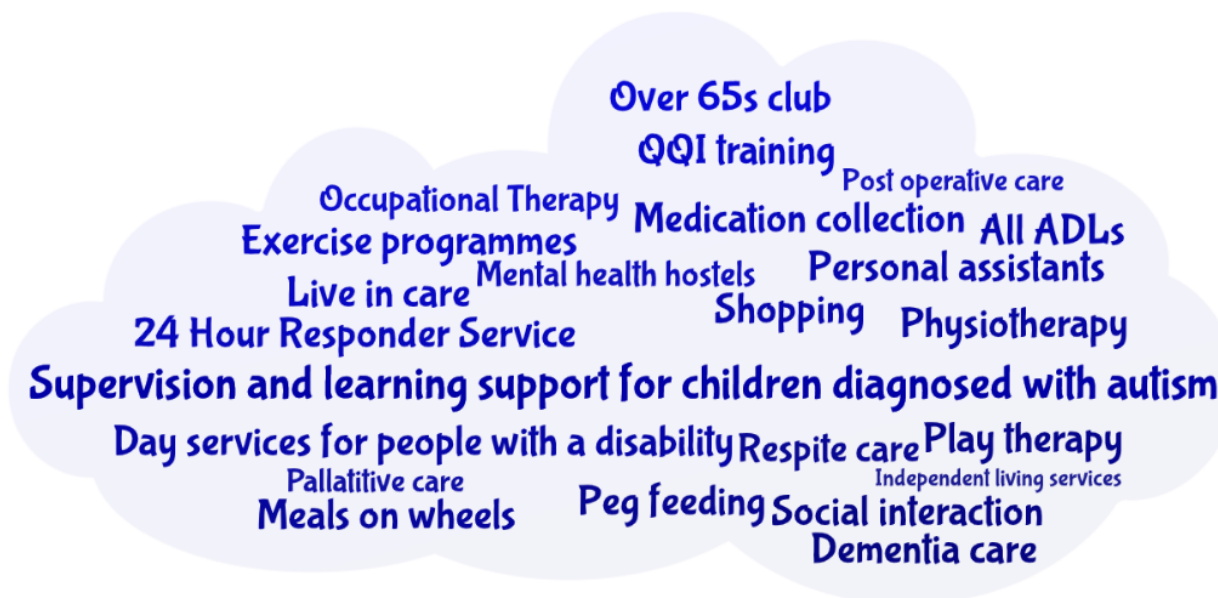 Over 65s club
QQI training
Post operative care
Occupational Therapy
Medication collection
All ADLs
Exercise programmes
Personal assistants
Mental health hostels
Live in care
Shopping
Physiotherapy
24 Hour Responder Service
Supervision and learning support for children diagnosed with autism
Day services for people with a disability
Respite care
Play therapy
Pallatitive care
Independent living services
Meals on wheels
Peg feeding
Social interaction
Dementia care